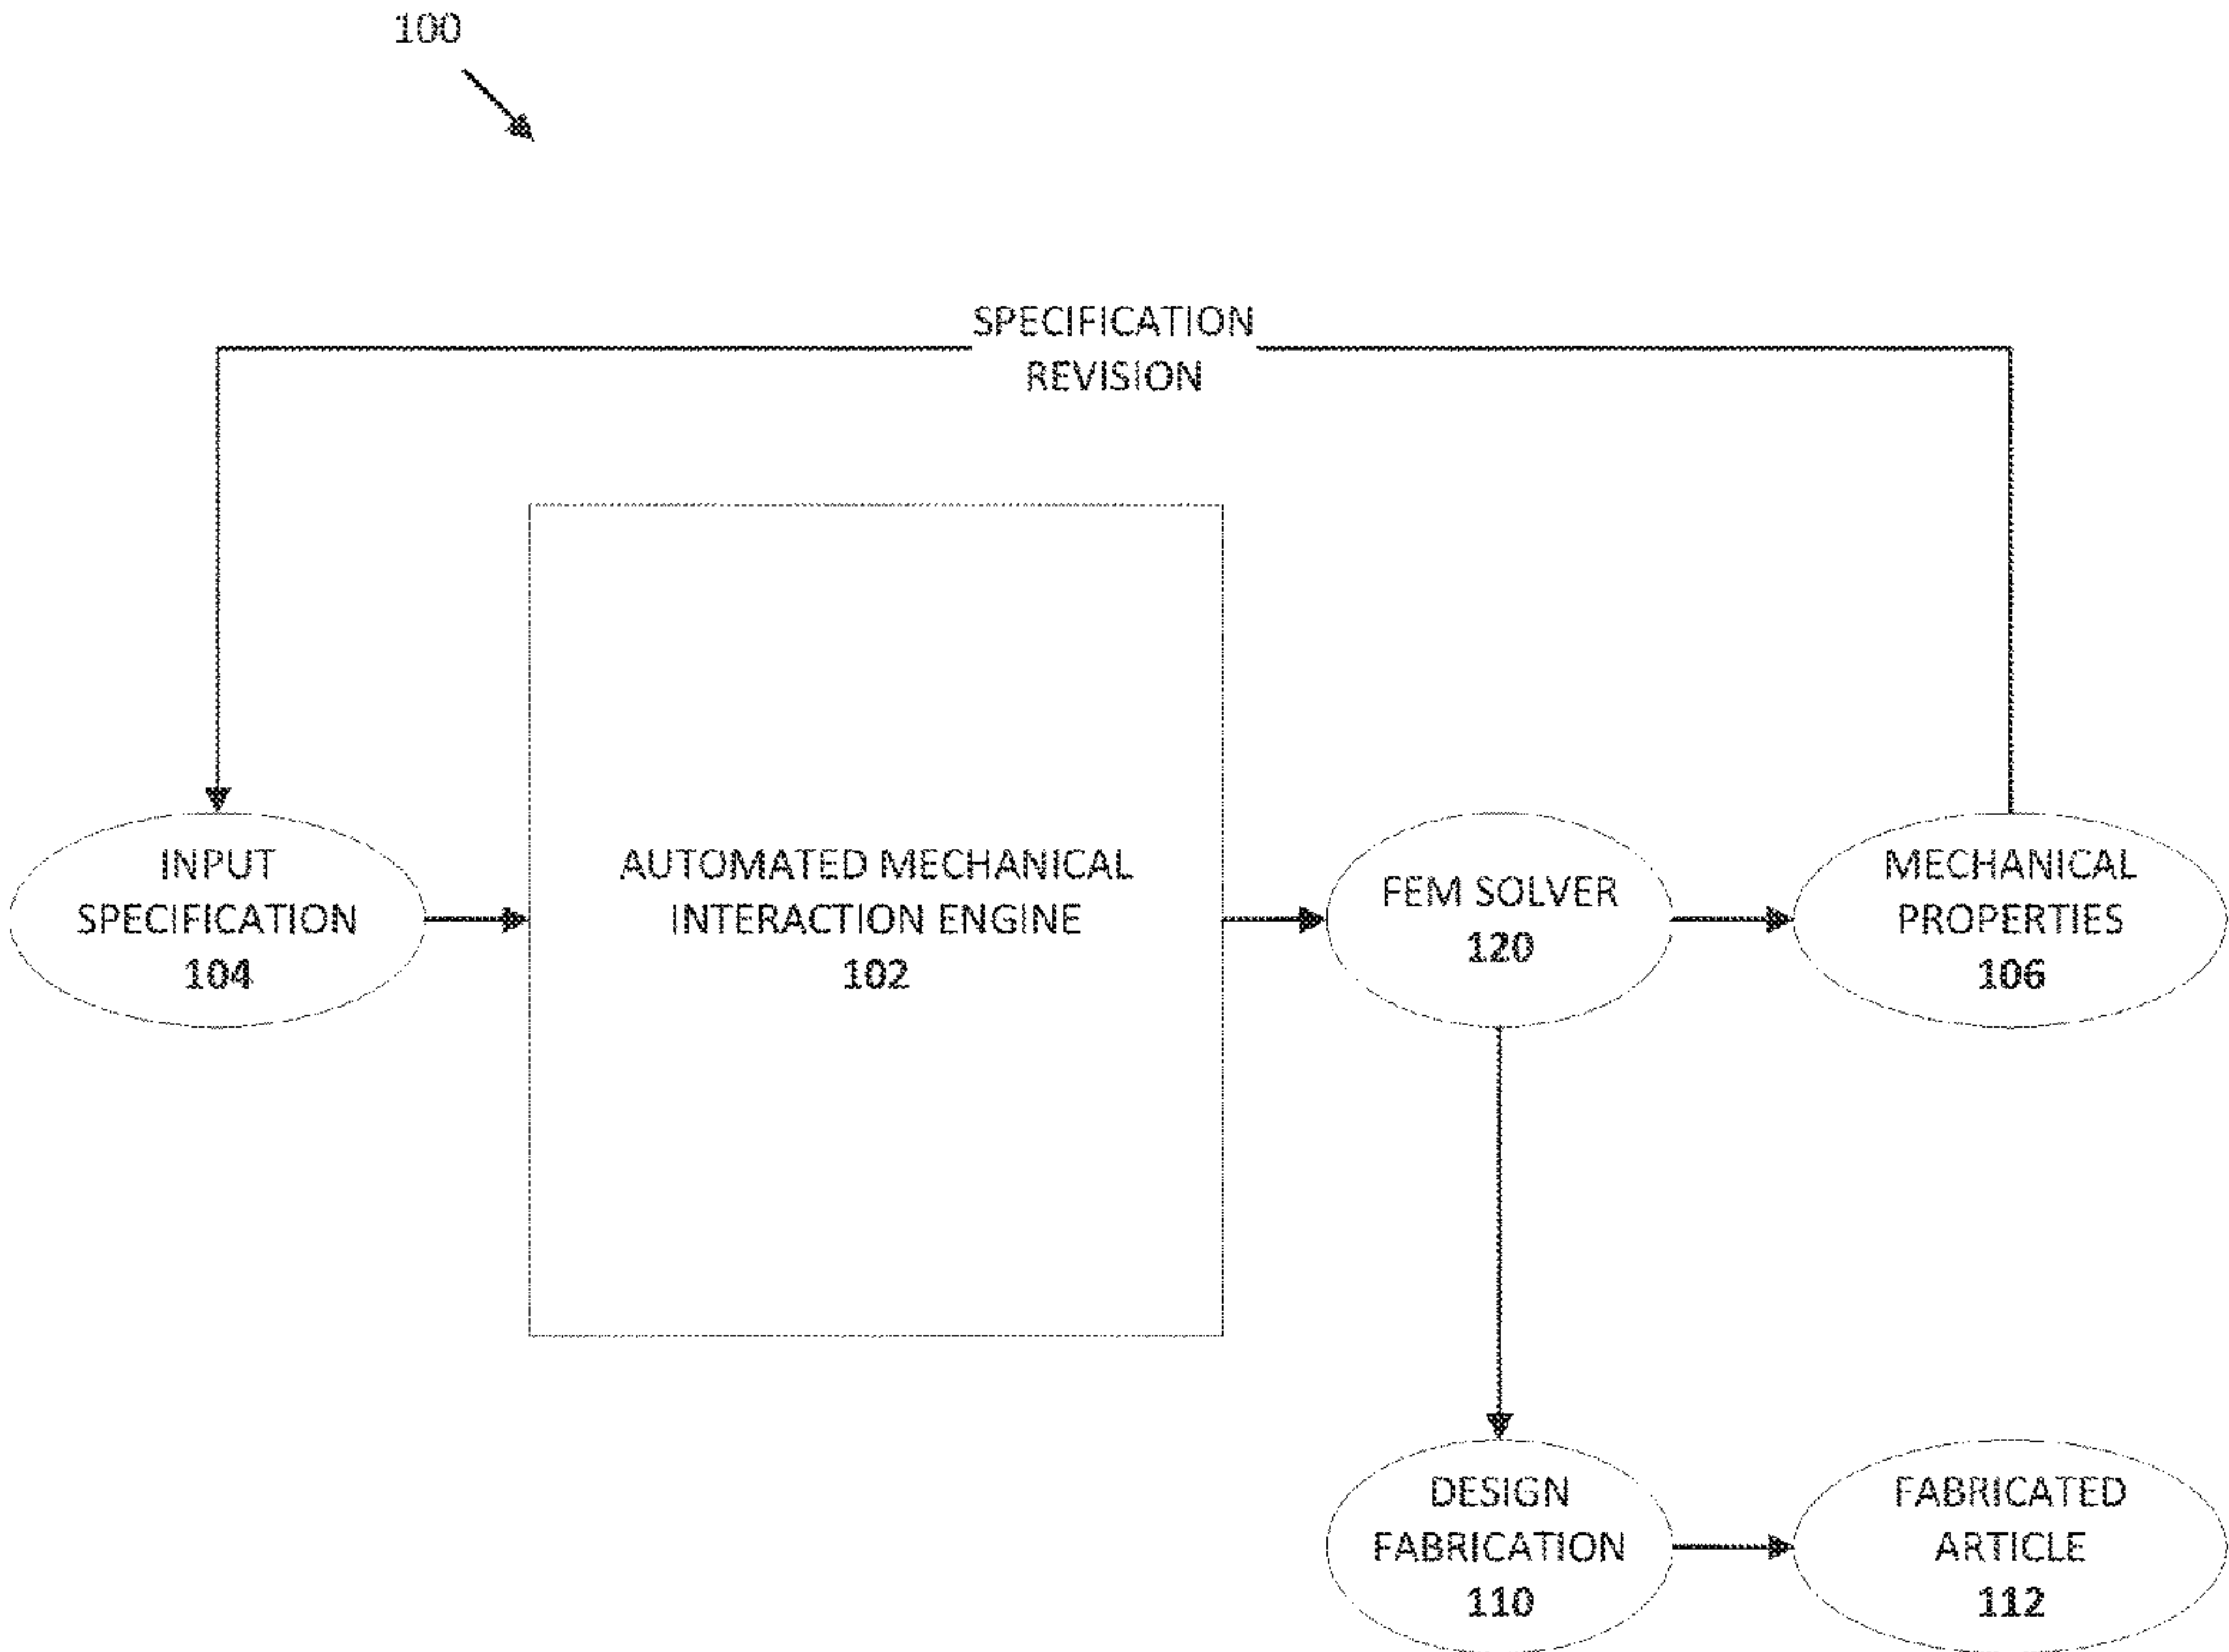 100
SPECIFICATION
REVISION
INPUT
SPECIFICATION
104
AUTOMATED MECHANICAL
INTERACTION ENGINE
102
FEM SOLVER
120
MECHANICAL
PROPERTIES
106
DESIGN
FABRICATION
110
FABRICATED
ARTICLE
112